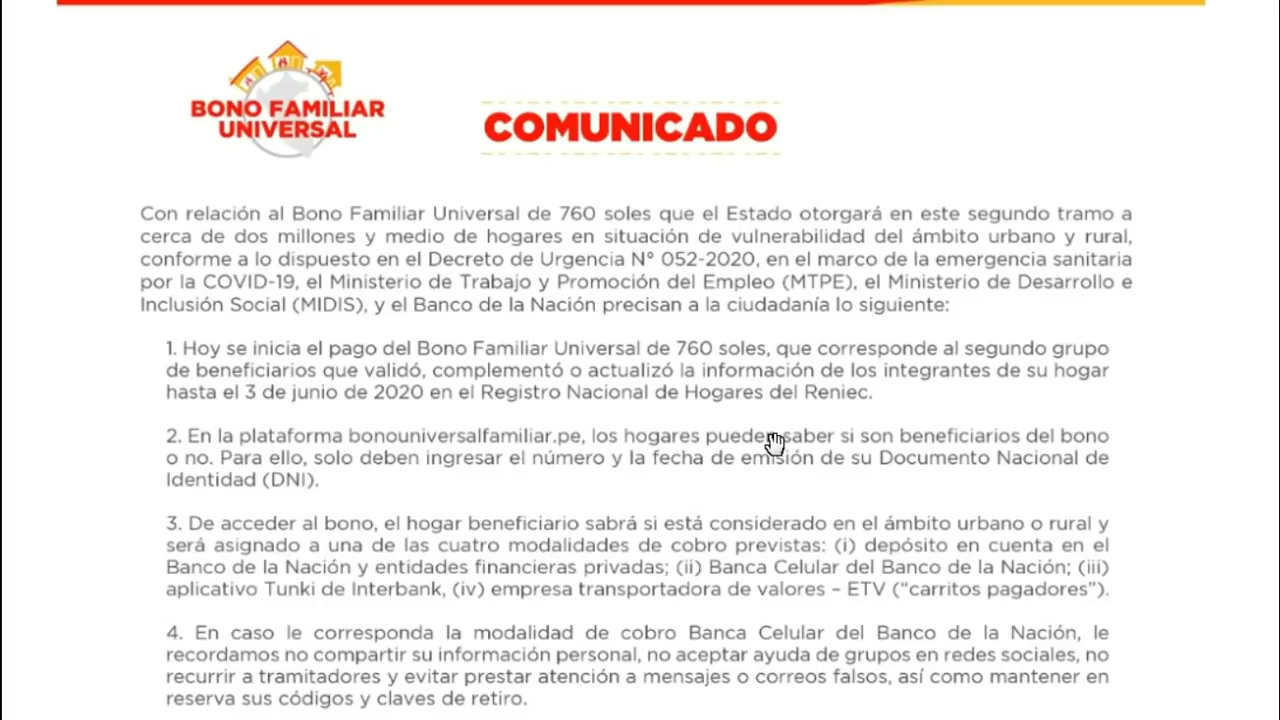 BONO FAMILIAR
UNIVERSAL
COMUNICADO
Con relación al Bono Familiar Universal de 760 soles que el Estado otorgará en este segundo tramo a
cerca de dos millones y medio de hogares en situación de vulnerabilidad del ámbito urbano y rural,
conforme a lo dispuesto en el Decreto de Urgencia N° 052-2020, en el marco de la emergencia sanitaria
por la COVID-19, el Ministerio de Trabajo y Promoción del Empleo (MTPE), el Ministerio de Desarrollo e
Inclusión Social (MIDIS), y el Banco de la Nación precisan a la ciudadanía lo siguiente:
1. Hoy se inicia el pago del Bono Familiar Universal de 760 soles, que corresponde al segundo grupo
de beneficiarios que validó, complementó o actualizó la información de los integrantes de su hogar
hasta el 3 de junio de 2020 en el Registro Nacional de Hogares del Reniec.
2. En la plataforma bonouniversalfamiliar.pe, los hogares pueden saber si son beneficiarios del bono
o no. Para ello, solo deben ingresar el número y la fecha de emisión de su Documento Nacional de
Identidad (DNI).
3. De acceder al bono, el hogar beneficiario sabrá si está considerado en el ámbito urbano o rural y
será asignado a una de las cuatro modalidades de cobro previstas: (i) depósito en cuenta en el
Banco de la Nación y entidades financieras privadas; (ii) Banca Celular del Banco de la Nación; (iii)
aplicativo Tunki de Interbank, (iv) empresa transportadora de valores – ETV (“carritos pagadores”).
4. En caso le corresponda la modalidad de cobro Banca Celular del Banco de la Nación, le
recordamos no compartir su información personal, no aceptar ayuda de grupos en redes sociales, no
recurrir a tramitadores y evitar prestar atención a mensajes o correos falsos, así como mantener en
reserva sus códigos y claves de retiro.